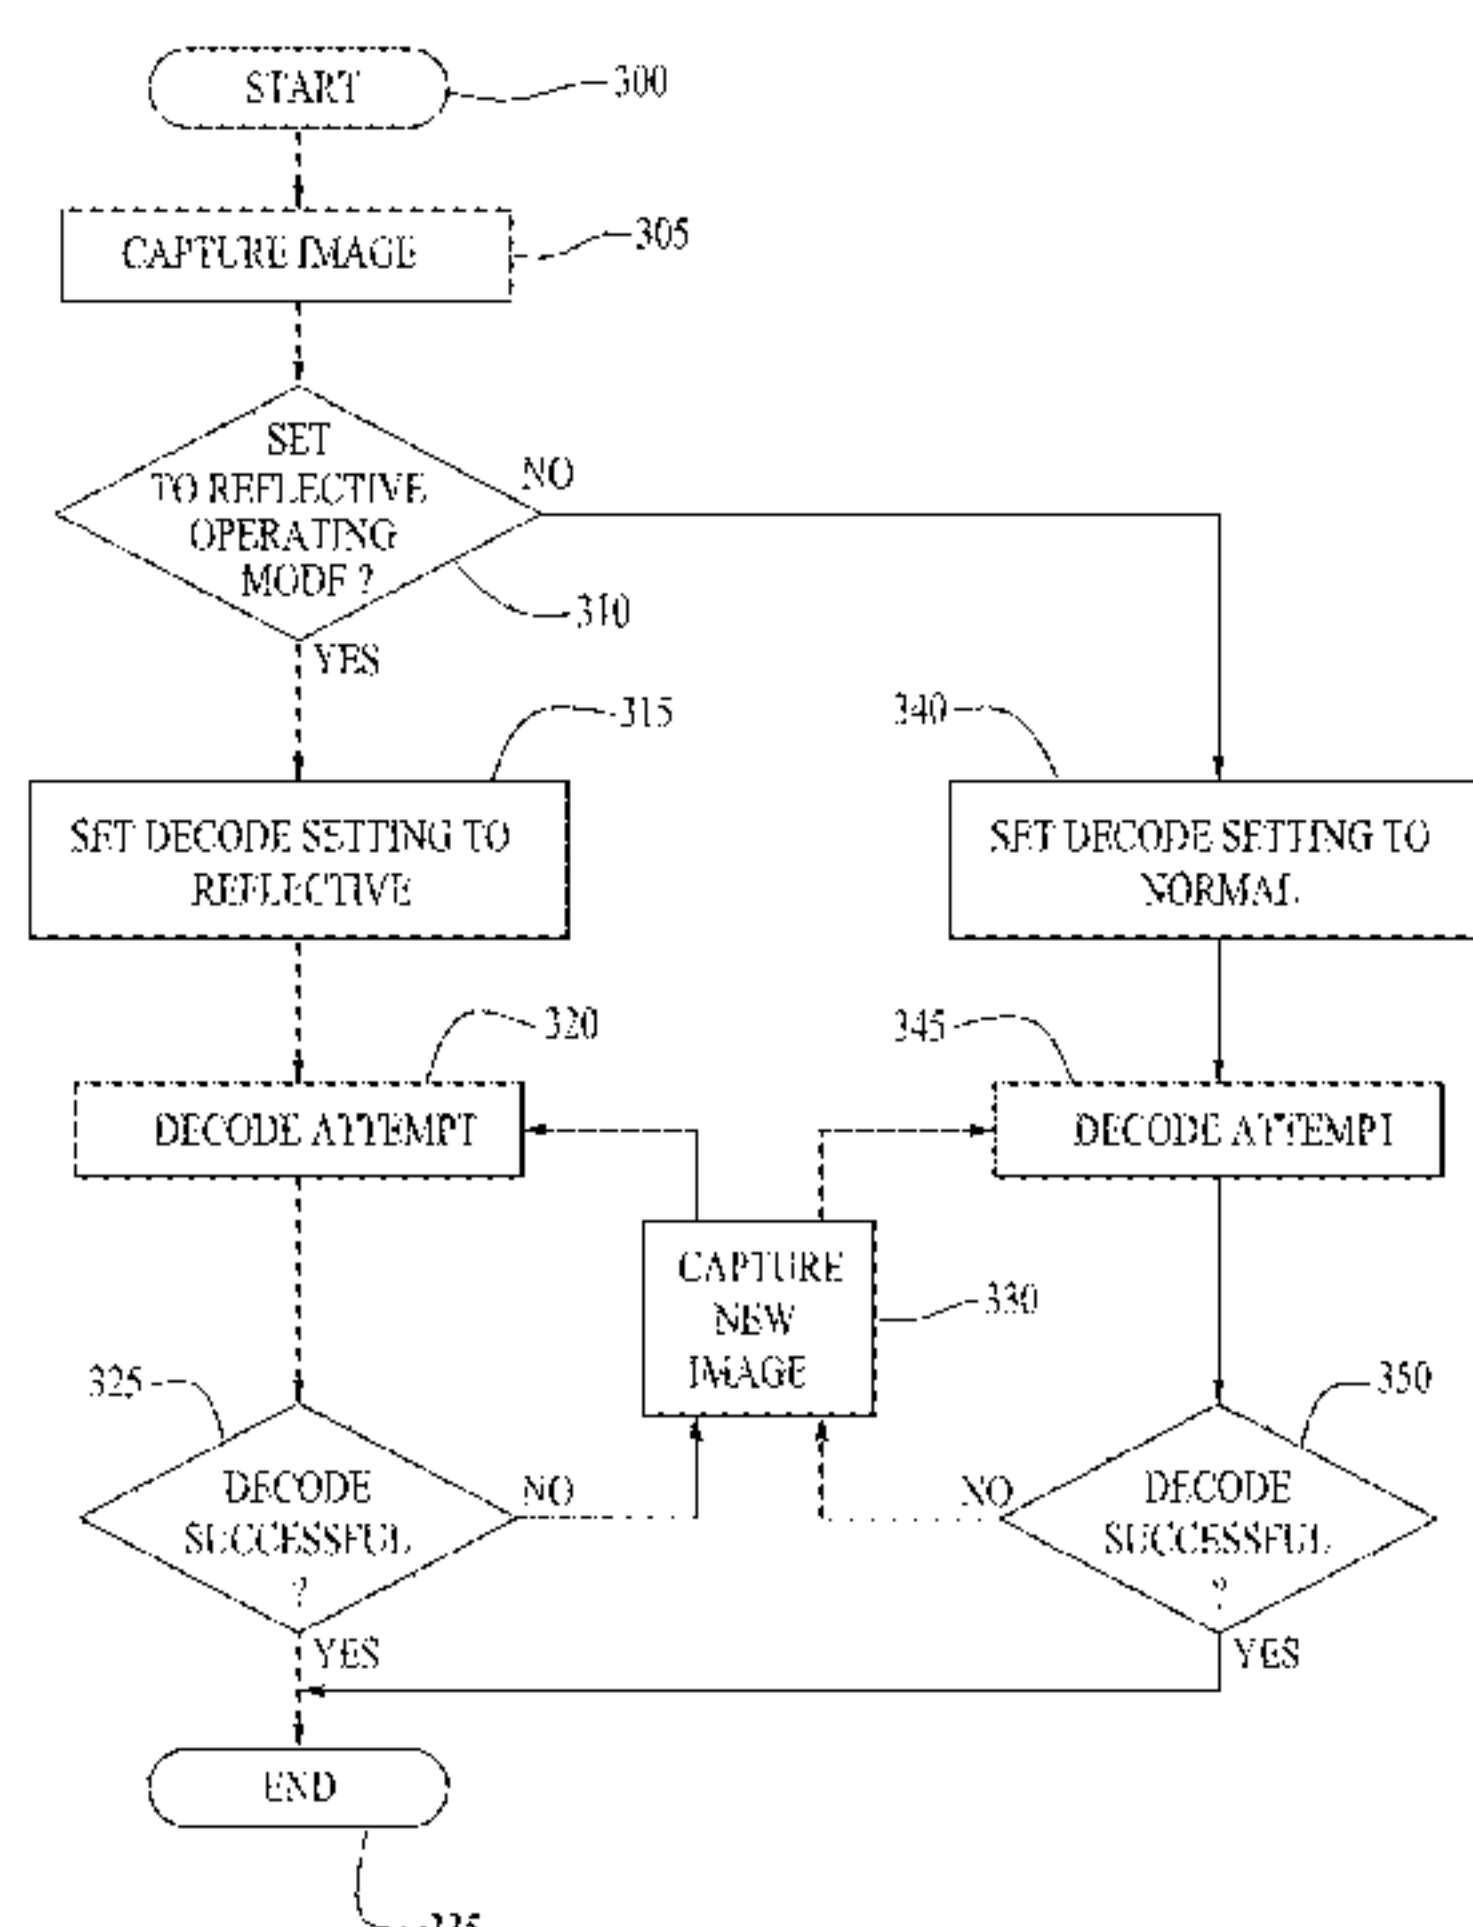 START
300
CAPTURE IMAGE
305
SET
TO REFLECTIVE
OPERATING
MODE ?
NO
310
YES
315
340
SET DECODE SETTING TO
REFLECTIVE
SET DECODE SETTING TO
NORMAL
320
345
DECODE ATTEMPT
DECODE ATTEMPT
CAPTURE
NEW
IMAGE
330
325
350
DECODE
SUCCESSFUL
?
NO
NO
DECODE
SUCCESSFUL
?
YES
YES
END